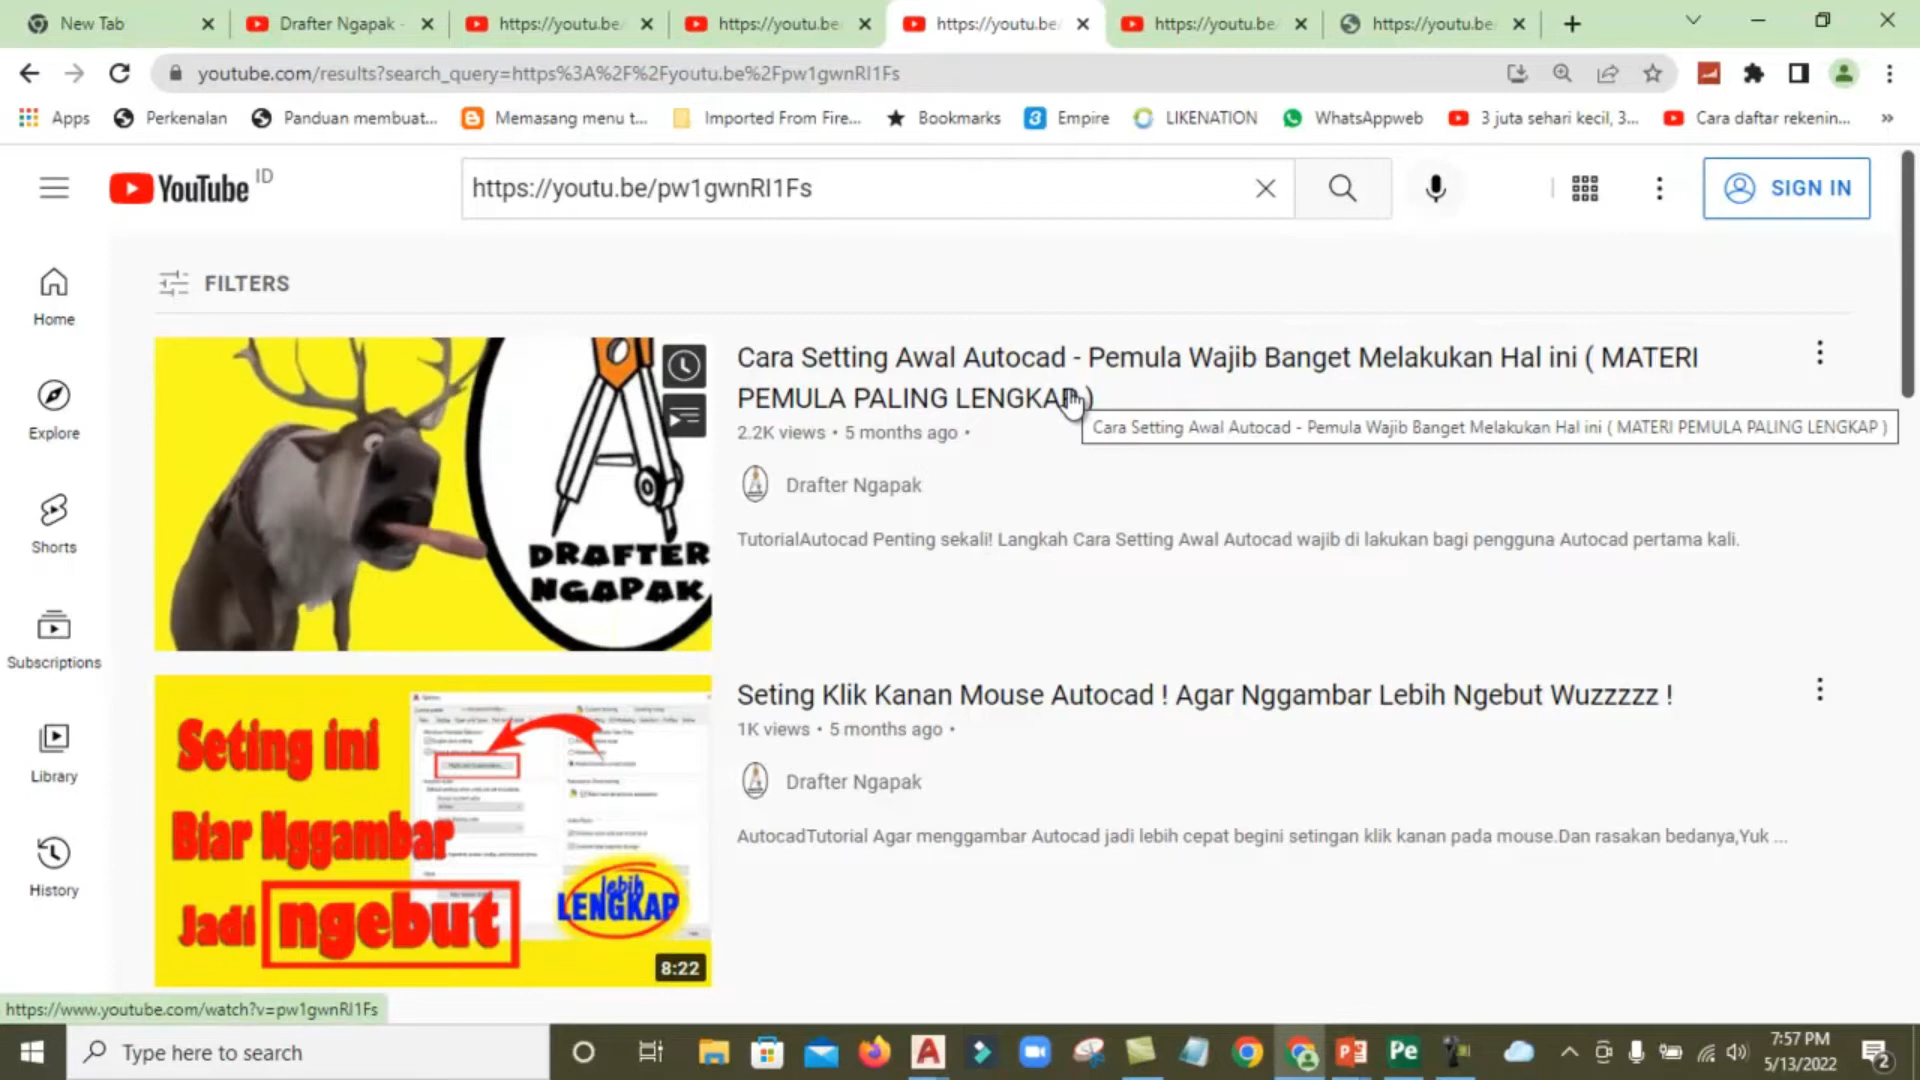 New Tab
Drafter Ngapak -
https://youtu.be/
https://youtu.be/
https://youtu.be/
https://youtu.be/
https://youtu.be/
youtube.com/results?search_query=https%3A%2F%2Fyoutu.be%2Fpw1gwnRI1Fs
Apps
Perkenalan
Panduan membuat...
Memasang menu t...
Imported From Fire...
Bookmarks
Empire
LIKENATION
WhatsAppweb
3 juta sehari kecil, 3...
Cara daftar rekenin...
»
YouTube ID
https://youtu.be/pw1gwnRI1Fs
SIGN IN
FILTERS
Home
Explore
Shorts
Subscriptions
Library
History
DRAFTER
NGAPAK
Cara Setting Awal Autocad - Pemula Wajib Banget Melakukan Hal ini ( MATERI
PEMULA PALING LENGKAP )
2.2K views • 5 months ago •
Cara Setting Awal Autocad - Pemula Wajib Banget Melakukan Hal ini ( MATERI PEMULA PALING LENGKAP )
Drafter Ngapak
TutorialAutocad Penting sekali! Langkah Cara Setting Awal Autocad wajib di lakukan bagi pengguna Autocad pertama kali.
Seting ini
Biar Nggambar
Jadi ngebut
lebih
LENGKAP
8:22
Seting Klik Kanan Mouse Autocad ! Agar Nggambar Lebih Ngebut Wuzzzzz !
1K views • 5 months ago •
Drafter Ngapak
AutocadTutorial Agar menggambar Autocad jadi lebih cepat begini setingan klik kanan pada mouse.Dan rasakan bedanya,Yuk ...
https://www.youtube.com/watch?v=pw1gwnRI1Fs
Type here to search
Pe
7:57 PM
5/13/2022
2